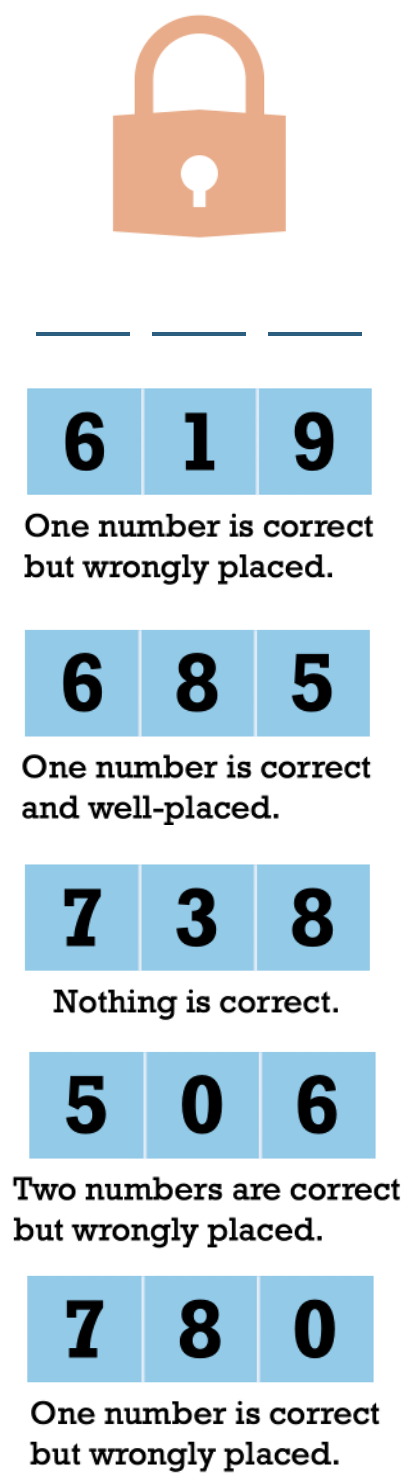 6 1 9
One number is correct
but wrongly placed.
6 8 5
One number is correct
and well-placed.
7 3 8
Nothing is correct.
5 0 6
Two numbers are correct
but wrongly placed.
7 8 0
One number is correct
but wrongly placed.